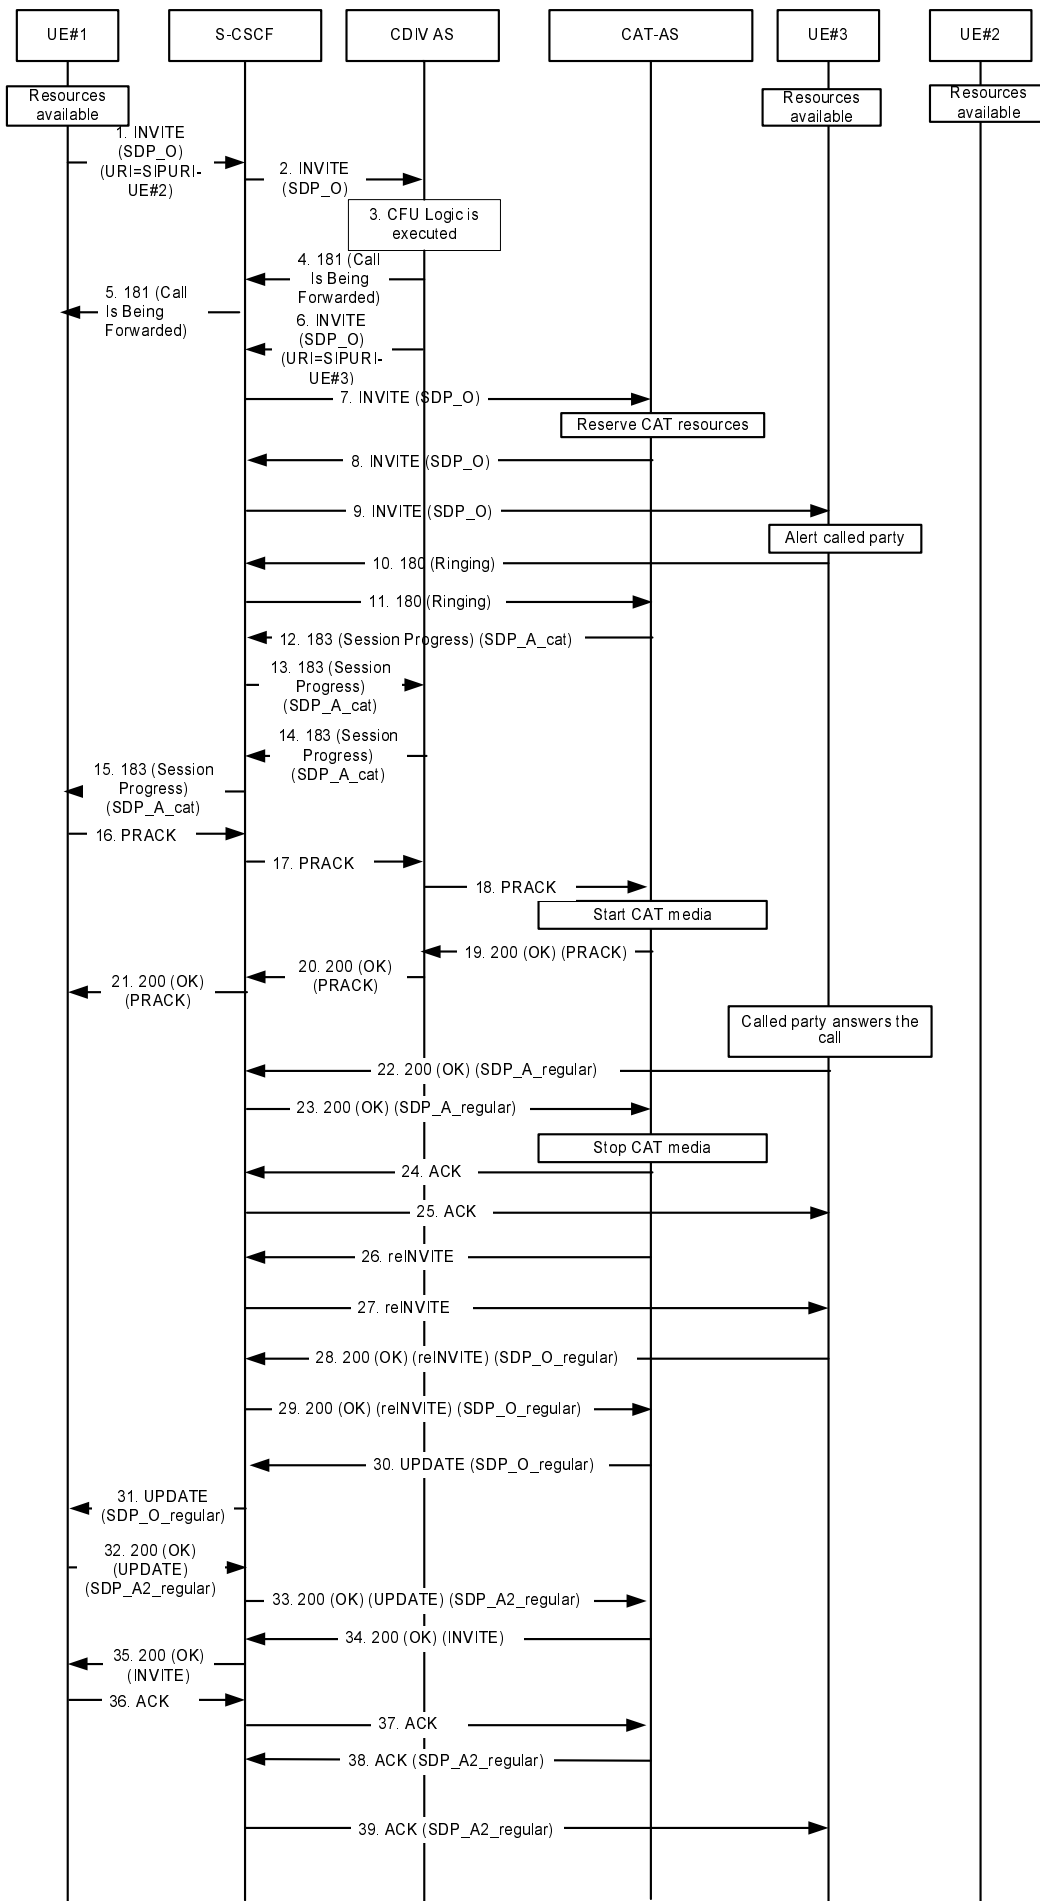 UE#1
S-CSCF
CDIV AS
CAT-AS
UE#3
UE#2
Resources
available
Resources
available
Resources
available
1. INVITE
(SDP_O)
(URI=SIPURI-
UE#2)
2. INVITE
(SDP_O)
3. CFU Logic is
executed
4. 181 (Call
Is Being
Forwarded)
5. 181 (Call
Is Being
Forwarded)
6. INVITE
(SDP_O)
(URI=SIPURI-
UE#3)
7. INVITE (SDP_O)
Reserve CAT resources
8. INVITE (SDP_O)
9. INVITE (SDP_O)
Alert called party
10. 180 (Ringing)
11. 180 (Ringing)
12. 183 (Session Progress) (SDP_A_cat)
13. 183 (Session
Progress)
(SDP_A_cat)
14. 183 (Session
Progress)
(SDP_A_cat)
15. 183 (Session
Progress)
(SDP_A_cat)
16. PRACK
17. PRACK
18. PRACK
Start CAT media
19. 200 (OK) (PRACK)
20. 200 (OK)
(PRACK)
21. 200 (OK)
(PRACK)
Called party answers the
call
22. 200 (OK) (SDP_A_regular)
23. 200 (OK) (SDP_A_regular)
Stop CAT media
24. ACK
25. ACK
26. reINVITE
27. reINVITE
28. 200 (OK) (reINVITE) (SDP_O_regular)
29. 200 (OK) (reINVITE) (SDP_O_regular)
30. UPDATE (SDP_O_regular)
31. UPDATE
(SDP_O_regular)
32. 200 (OK)
(UPDATE)
(SDP_A2_regular)
33. 200 (OK) (UPDATE) (SDP_A2_regular)
34. 200 (OK) (INVITE)
35. 200 (OK)
(INVITE)
36. ACK
37. ACK
38. ACK (SDP_A2_regular)
39. ACK (SDP_A2_regular)